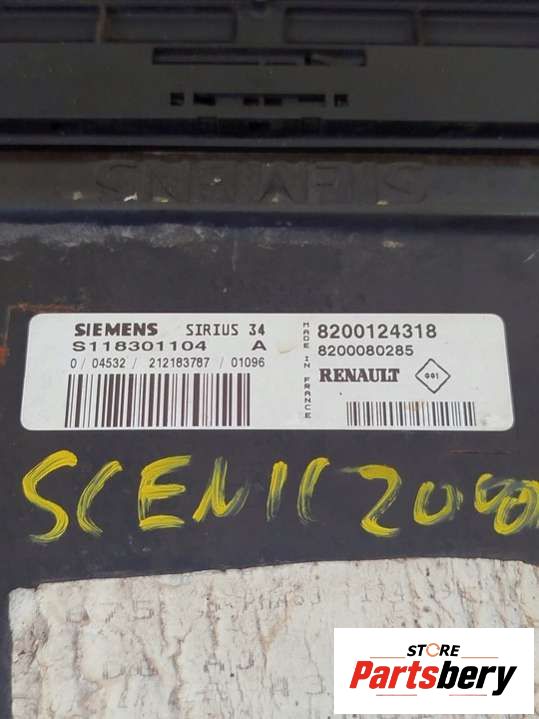 SIEMENS
SIEMENS SIRIUS 34
S118301104 A
0 / 04532 / 212183787 / 01096
MADE IN FRANCE
8200124318
8200080285
RENAULT G01
SCENIC 2000
STORE
Partsbery